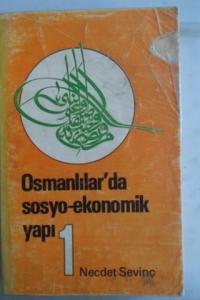 Osmanlılar'da
sosyo-ekonomik
yapı
1
Necdet Sevinç